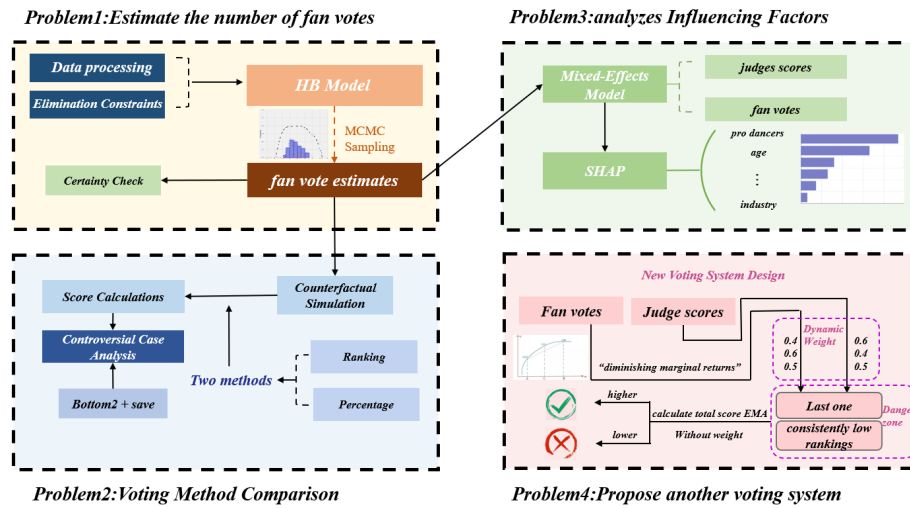 Problem1:Estimate the number of fan votes
Data processing
Elimination Constraints
HB Model
MCMC
Sampling
Certainty Check
fan vote estimates
Problem3:analyzes Influencing Factors
Mixed-Effects
Model
judges scores
fan votes
SHAP
pro dancers
age
...
industry
Score Calculations
Counterfactual
Simulation
Controversial Case
Analysis
Two methods
Ranking
Bottom2 + save
Percentage
Problem2:Voting Method Comparison
New Voting System Design
Fan votes
Judge scores
Dynamic
Weight
0.4
0.6
0.5
0.6
0.4
0.5
“diminishing marginal returns”
higher
lower
calculate total score EMA
Without weight
Last one
consistently low
rankings
Dange
zone
Problem4:Propose another voting system